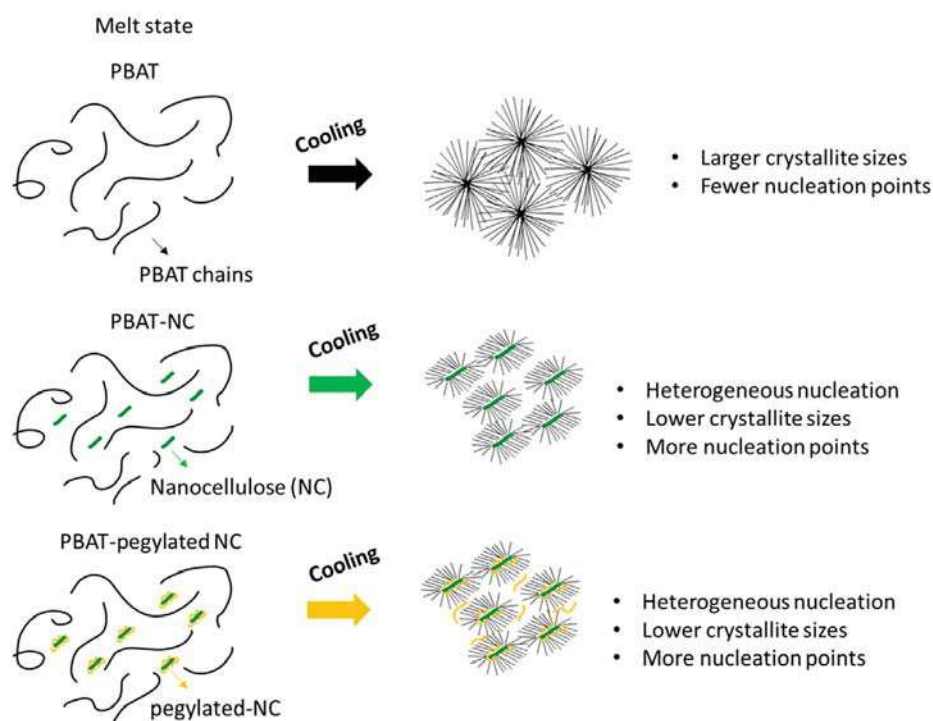 Melt state
PBAT
Cooling
• Larger crystallite sizes
• Fewer nucleation points
PBAT chains
PBAT-NC
Cooling
• Heterogeneous nucleation
• Lower crystallite sizes
• More nucleation points
Nanocellulose (NC)
PBAT-pegylated NC
Cooling
• Heterogeneous nucleation
• Lower crystallite sizes
• More nucleation points
pegylated-NC